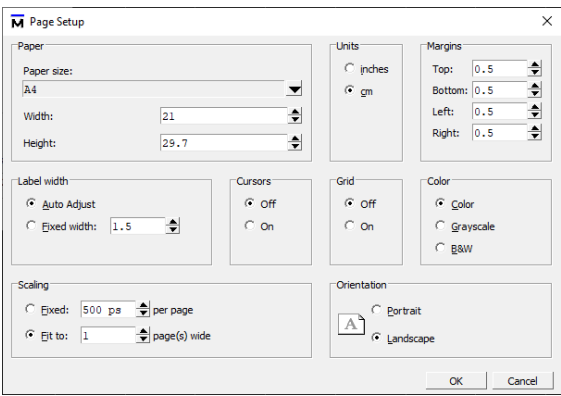 M Page Setup
Paper
Paper size:
A4
Width: 21
Height: 29.7
Units
inches
cm
Margins
Top: 0.5
Bottom: 0.5
Left: 0.5
Right: 0.5
Label width
Auto Adjust
Fixed width: 1.5
Cursors
Off
On
Grid
Off
On
Color
Color
Grayscale
B&W
Scaling
Fixed: 500 ps per page
Fit to: 1 page(s) wide
Orientation
A
Portrait
Landscape
OK Cancel